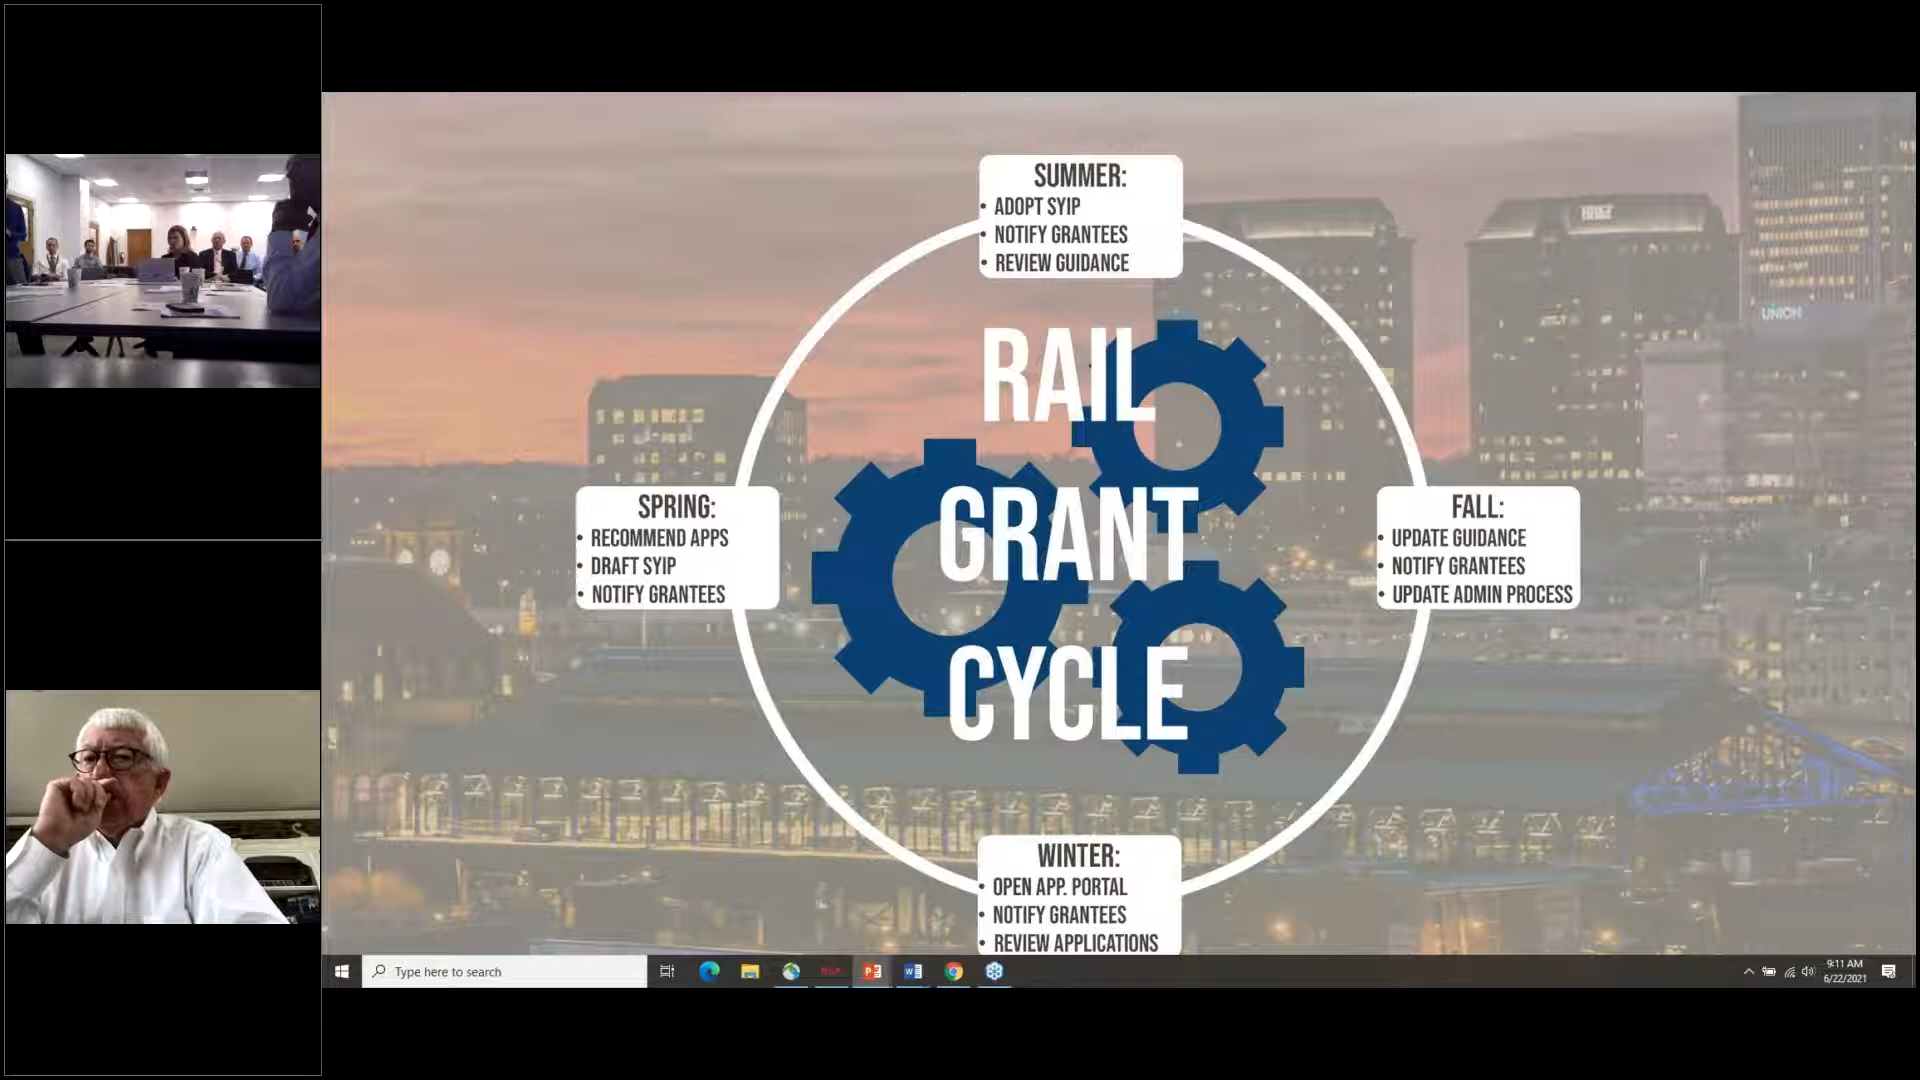 SUMMER:
• ADOPT SYIP
• NOTIFY GRANTEES
• REVIEW GUIDANCE
RAIL
GRANT
CYCLE
SPRING:
• RECOMMEND APPS
• DRAFT SYIP
• NOTIFY GRANTEES
FALL:
• UPDATE GUIDANCE
• NOTIFY GRANTEES
• UPDATE ADMIN PROCESS
WINTER:
• OPEN APP. PORTAL
• NOTIFY GRANTEES
• REVIEW APPLICATIONS
BB&T
at&t
UNION
Type here to search
9:11 AM
6/22/2021